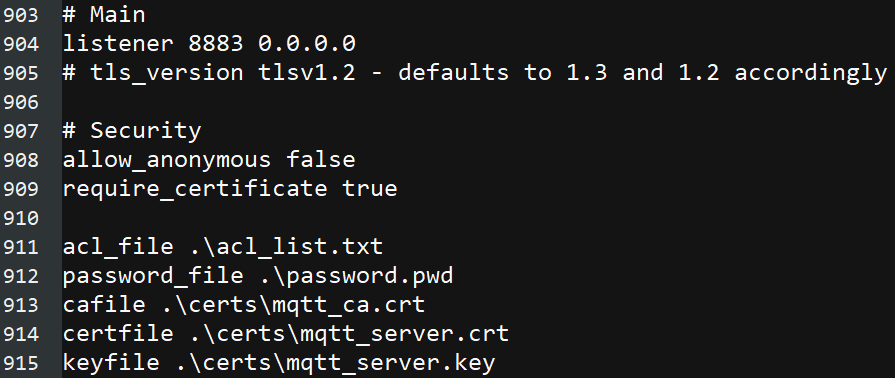 903 # Main
904 listener 8883 0.0.0.0
905 # tls_version tlsv1.2 - defaults to 1.3 and 1.2 accordingly
906
907 # Security
908 allow_anonymous false
909 require_certificate true
910
911 acl_file .\acl_list.txt
912 password_file .\password.pwd
913 cafile .\certs\mqtt_ca.crt
914 certfile .\certs\mqtt_server.crt
915 keyfile .\certs\mqtt_server.key